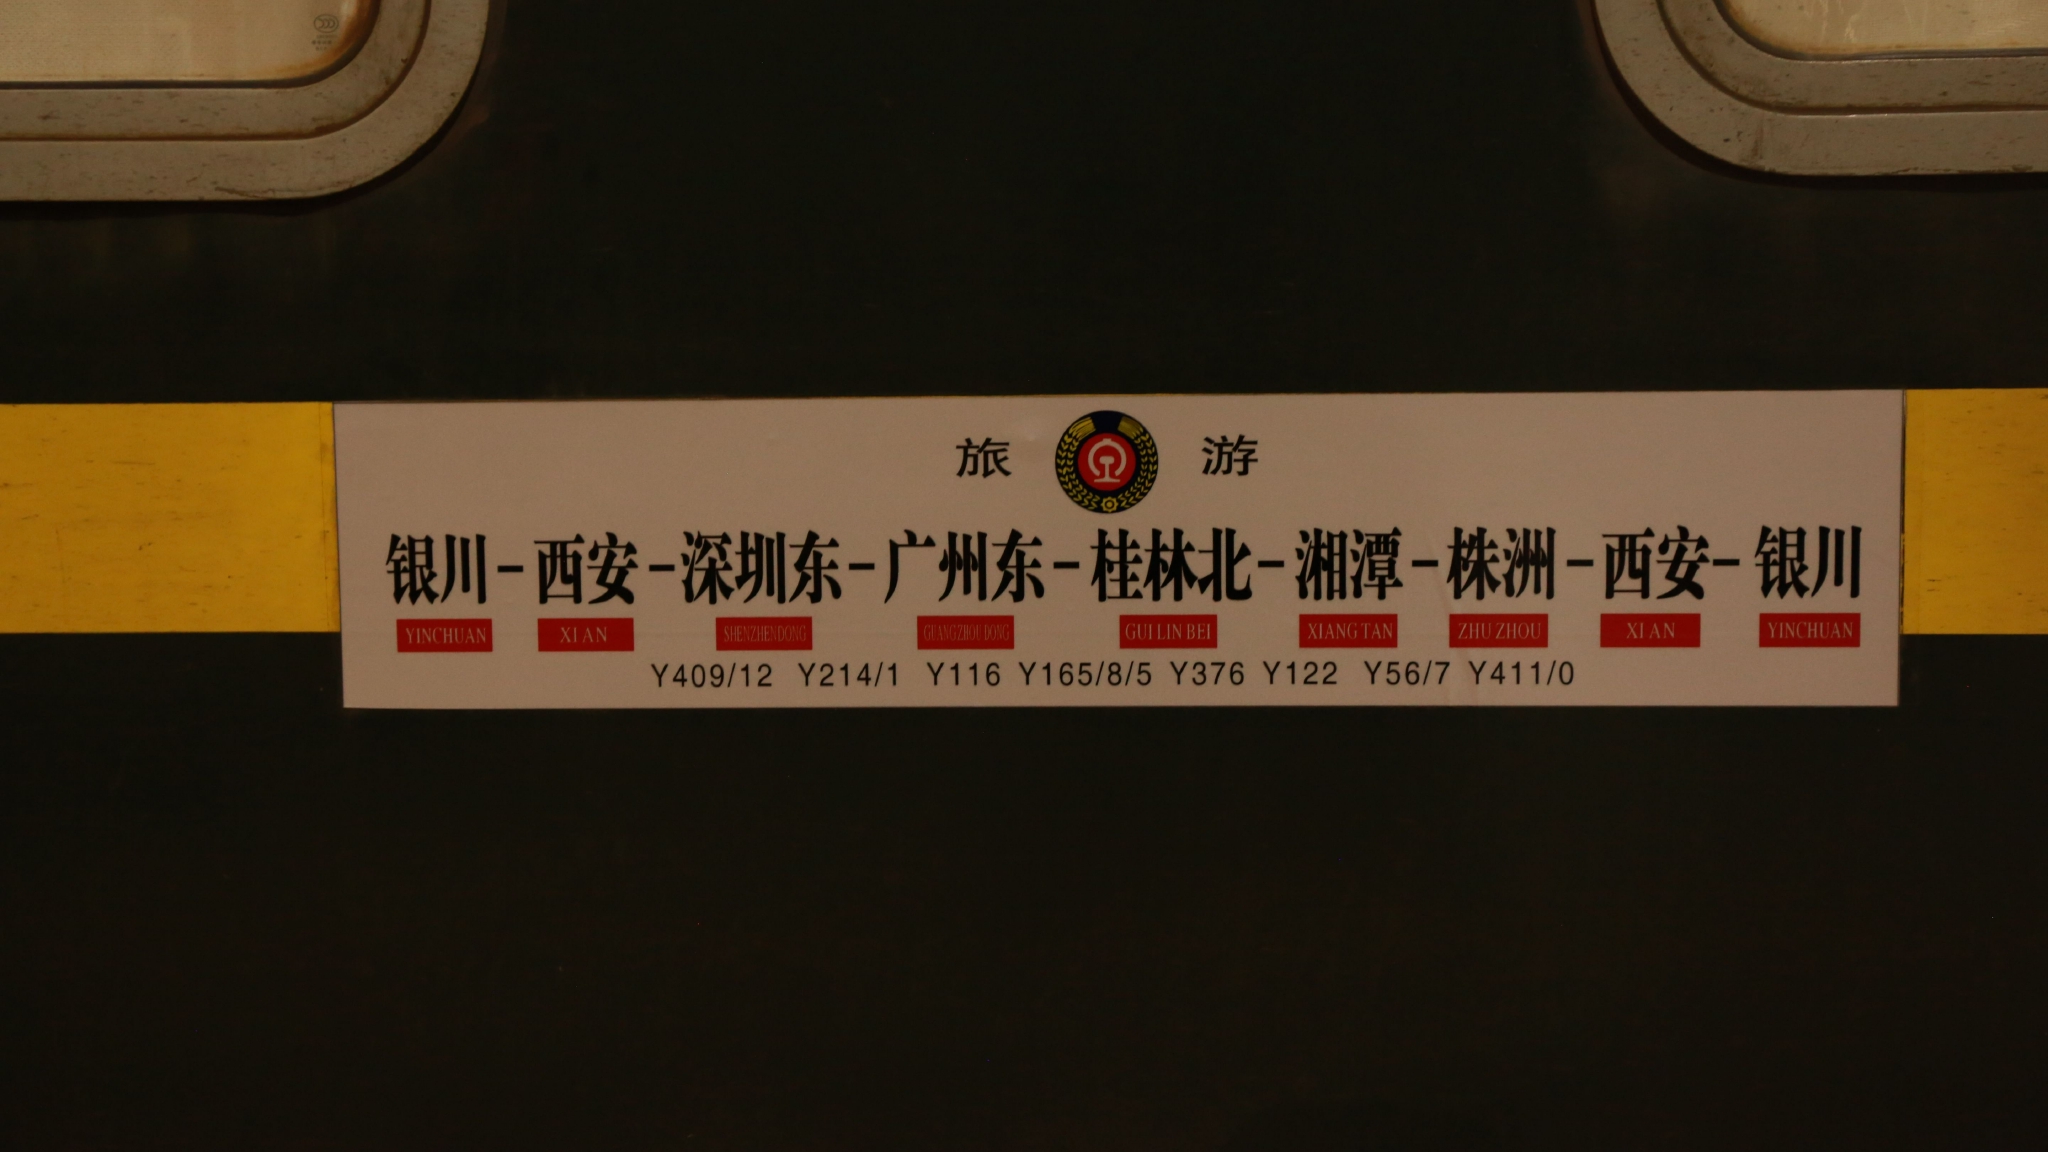 旅 游
银川-西安-深圳东-广州东-桂林北-湘潭-株洲-西安-银川
YINCHUAN XI AN SHENZHENDONG GUANGZHOU DONG GUI LIN BEI XIANG TAN ZHU ZHOU XI AN YINCHUAN
Y409/12 Y214/1 Y116 Y165/8/5 Y376 Y122 Y56/7 Y411/0